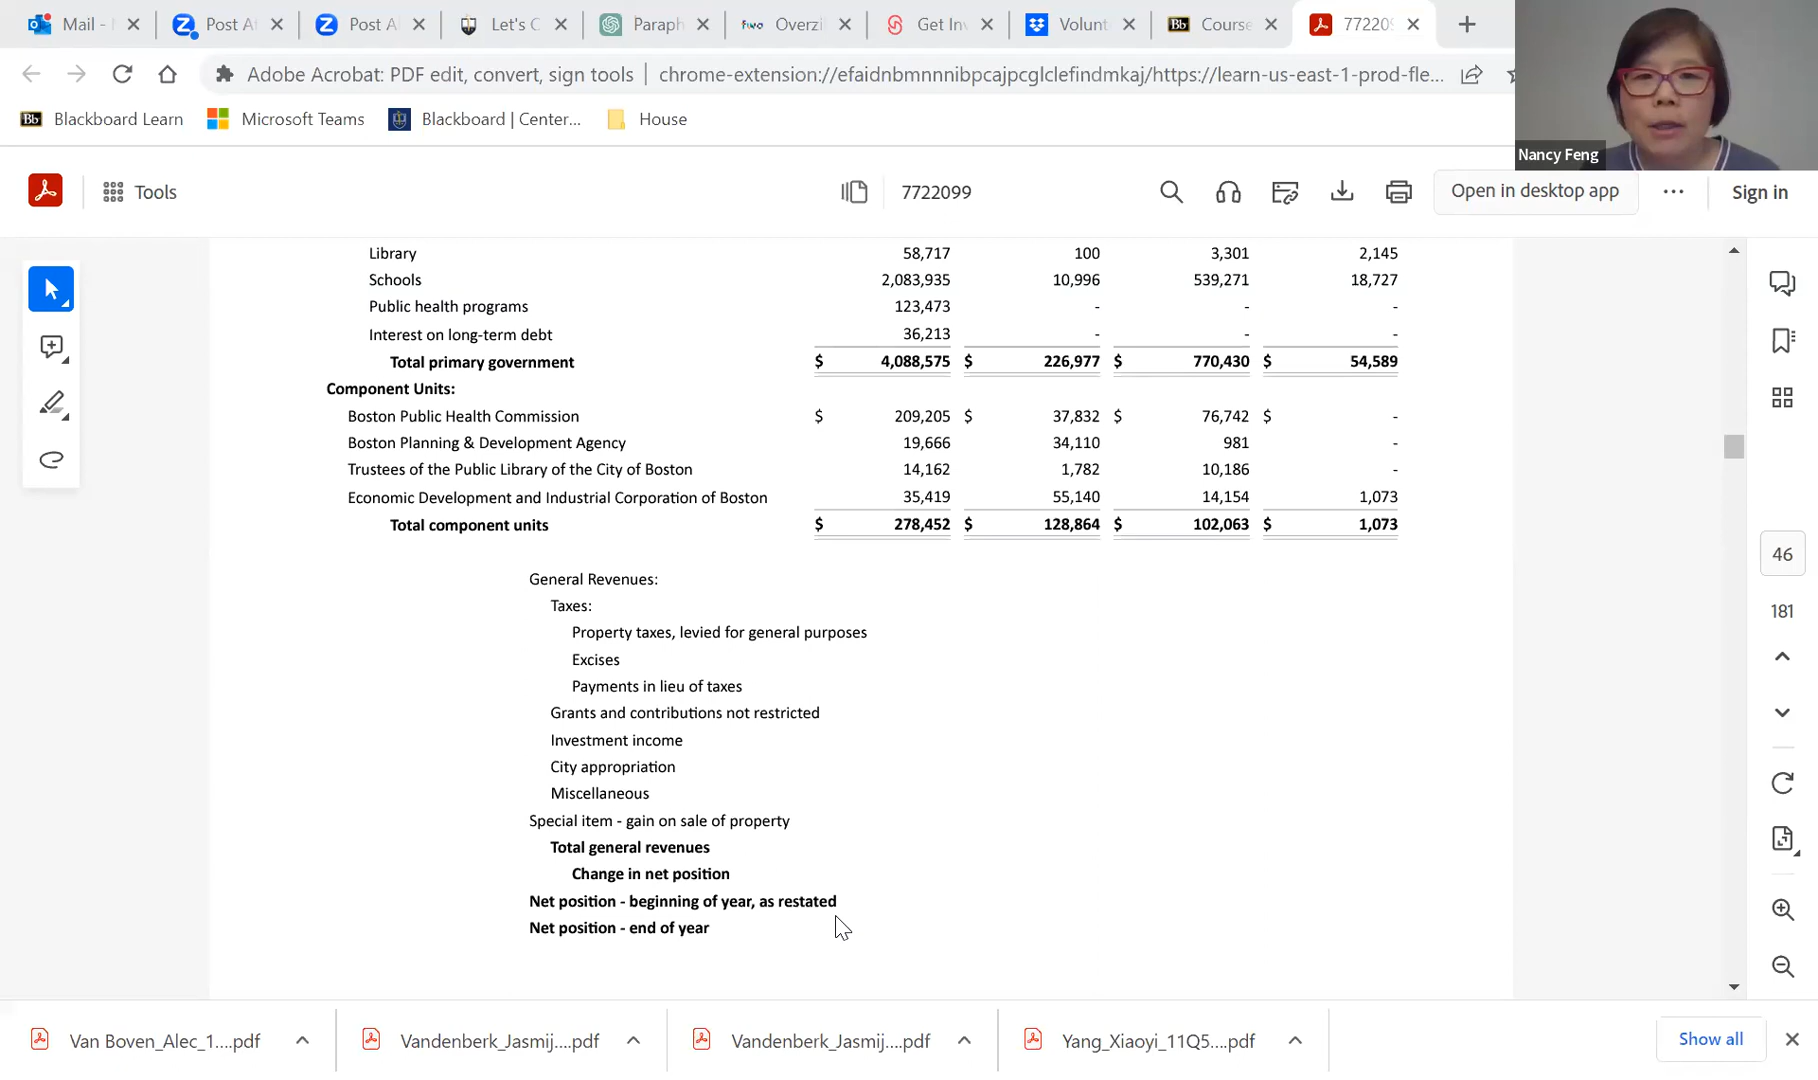 Mail - Post A Post Al Let's C Paraph Overzi Get Inv Volunt Course 77220
Adobe Acrobat: PDF edit, convert, sign tools chrome-extension://efaidnbmnnnibpcajpcglclefindmkaj/https://learn-us-east-1-prod-fle...
Blackboard Learn Microsoft Teams Blackboard | Center... House
Nancy Feng
Tools 7722099 Open in desktop app ... Sign in
Library 58,717 100 3,301 2,145
Schools 2,083,935 10,996 539,271 18,727
Public health programs 123,473 - - -
Interest on long-term debt 36,213 - - -
Total primary government $ 4,088,575 $ 226,977 $ 770,430 $ 54,589
Component Units:
Boston Public Health Commission $ 209,205 $ 37,832 $ 76,742 $ -
Boston Planning & Development Agency 19,666 34,110 981 -
Trustees of the Public Library of the City of Boston 14,162 1,782 10,186 -
Economic Development and Industrial Corporation of Boston 35,419 55,140 14,154 1,073
Total component units $ 278,452 $ 128,864 $ 102,063 $ 1,073
46
181
General Revenues:
Taxes:
Property taxes, levied for general purposes
Excises
Payments in lieu of taxes
Grants and contributions not restricted
Investment income
City appropriation
Miscellaneous
Special item - gain on sale of property
Total general revenues
Change in net position
Net position - beginning of year, as restated
Net position - end of year
Van Boven_Alec_1....pdf Vandenberk_Jasmij....pdf Vandenberk_Jasmij....pdf Yang_Xiaoyi_11Q5....pdf Show all